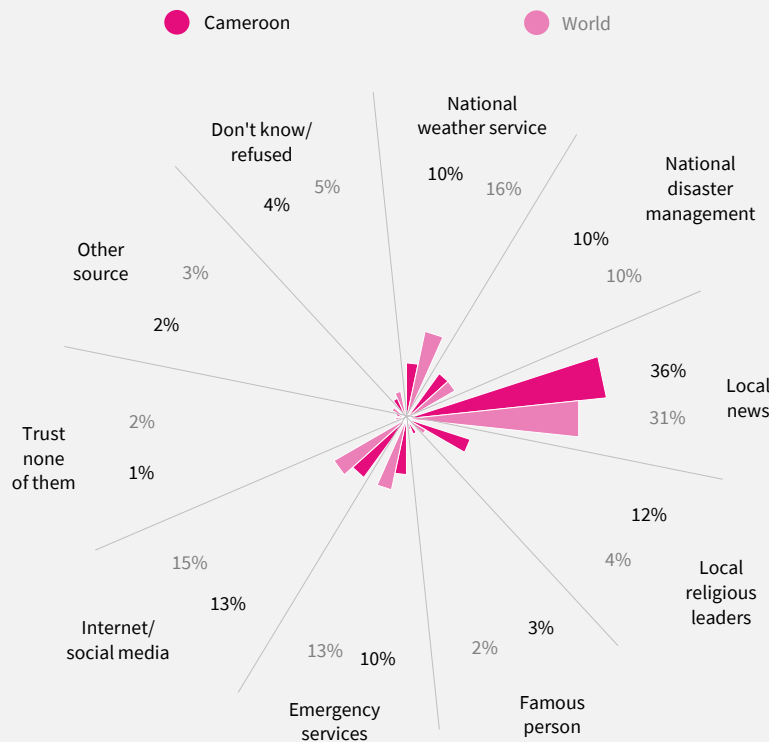 Cameroon
World
National
weather service
10%
16%
National
disaster
management
10%
10%
Local
news
36%
31%
Local
religious
leaders
12%
4%
Famous
person
3%
2%
Emergency
services
10%
13%
Internet/
social media
13%
15%
Trust
none
of them
1%
2%
Other
source
2%
3%
Don't know/
refused
4%
5%